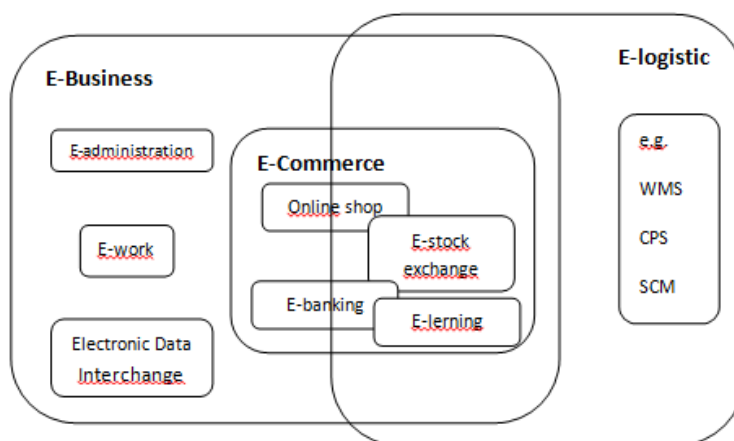 E-Business
E-logistic
E-administration
E-work
Electronic Data
Interchange
E-Commerce
Online shop
E-stock
exchange
E-banking
E-lerning
e.g.
WMS
CPS
SCM